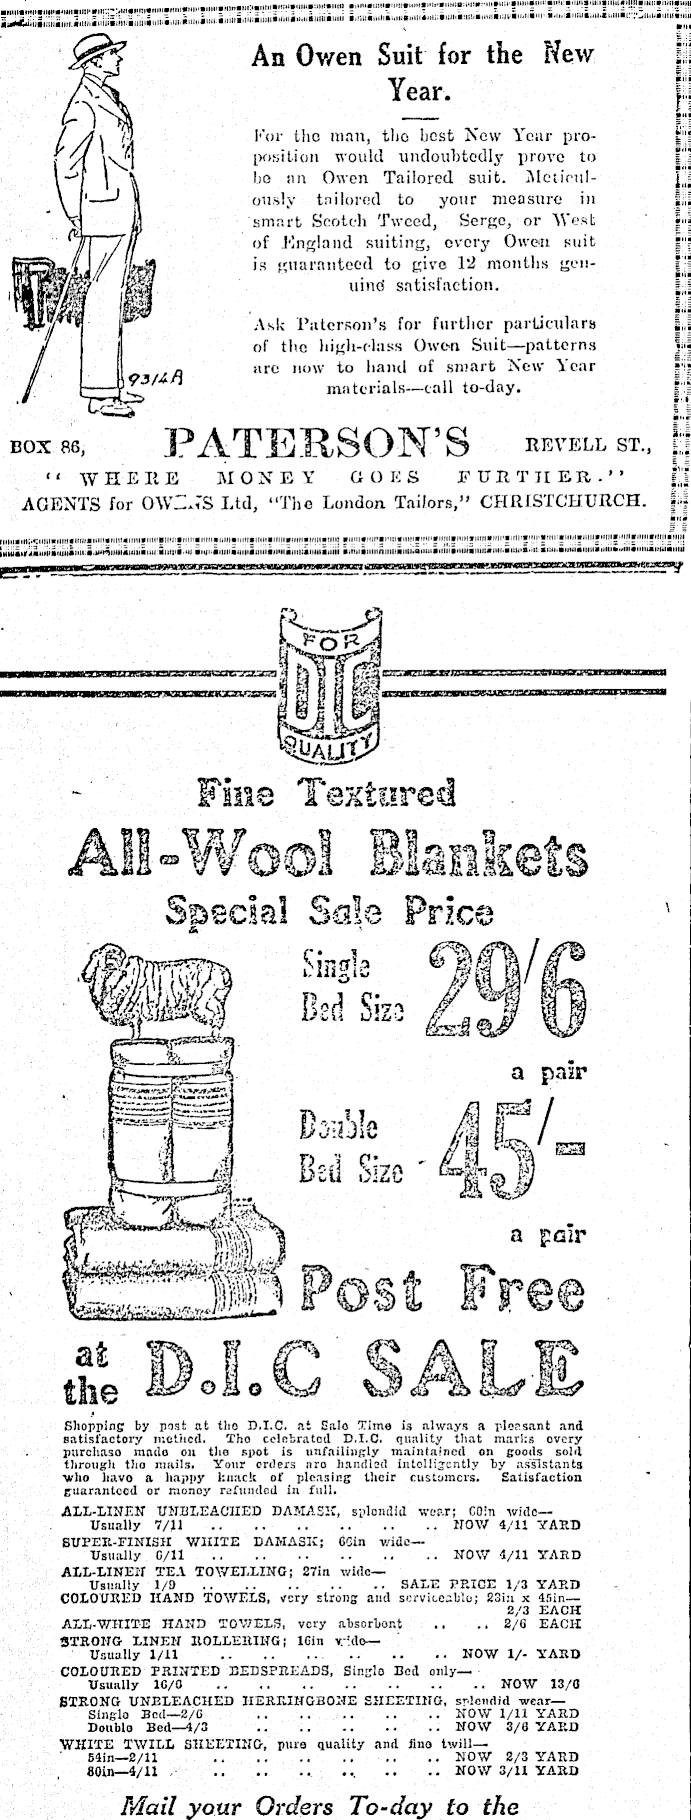 An Owen Suit for the New
Year.
For the man, the best New Year pro-
position would undoubtedly prove to
be an Owen Tailored suit. Meticul-
ously tailored to your measure in
smart Scotch Tweed, Serge, or West
of England suiting, every Owen suit
is guaranteed to give 12 months gen-
uine satisfaction.
Ask Paterson's for further particulars
of the high-class Owen Suit—patterns
are now to hand of smart New Year
materials—call to-day.
9314A
BOX 86, PATERSON'S REVELL ST.,
"WHERE MONEY GOES FURTHER."
AGENTS for OWENS Ltd, "The London Tailors," CHRISTCHURCH.
FOR
DIC
QUALITY
Fine Textured
All-Wool Blankets
Special Sale Price
Single
Bed Size 29/6
a pair
Double
Bed Size 45/-
a pair
Post Free
at the D.I.C SALE
Shopping by post at the D.I.C. at Sale Time is always a pleasant and
satisfactory method. The celebrated D.I.C. quality that marks every
purchase made on the spot is unfailingly maintained on goods sold
through the mails. Your orders are handled intelligently by assistants
who have a happy knack of pleasing their customers. Satisfaction
guaranteed or money refunded in full.
ALL-LINEN UNBLEACHED DAMASK, splendid wear; 60in wide—
Usually 7/11 .. .. .. .. .. .. NOW 4/11 YARD
SUPER-FINISH WHITE DAMASK; 66in wide—
Usually 6/11 .. .. .. .. .. .. NOW 4/11 YARD
ALL-LINEN TEA TOWELLING; 27in wide—
Usually 1/9 .. .. .. .. .. SALE PRICE 1/3 YARD
COLOURED HAND TOWELS, very strong and serviceable; 23in x 45in—
2/3 EACH
ALL-WHITE HAND TOWELS, very absorbent .. .. 2/6 EACH
STRONG LINEN ROLLERING; 16in wide—
Usually 1/11 .. .. .. .. .. .. NOW 1/- YARD
COLOURED PRINTED BEDSPREADS, Single Bed only—
Usually 16/6 .. .. .. .. .. .. .. NOW 13/6
STRONG UNBLEACHED HERRINGBONE SHEETING, splendid wear—
Single Bed—2/6 .. .. .. .. .. NOW 1/11 YARD
Double Bed—4/3 .. .. .. .. .. NOW 3/6 YARD
WHITE TWILL SHEETING, pure quality and fine twill—
54in—2/11 .. .. .. .. .. .. NOW 2/3 YARD
80in—4/11 .. .. .. .. .. .. NOW 3/11 YARD
Mail your Orders To-day to the